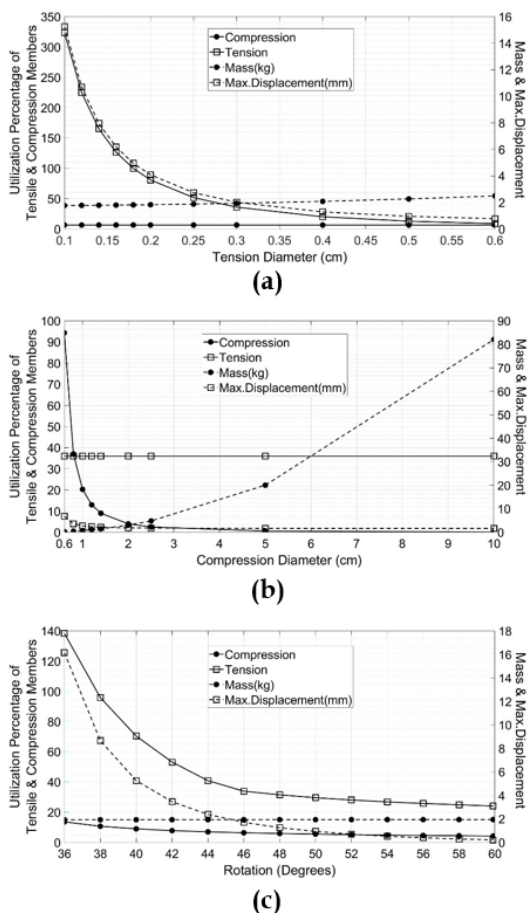 Utilization Percentage of
Tensile & Compression Members
350
300
250
200
150
100
50
0
Compression
Tension
Mass(kg)
Max.Displacement(mm)
16
14
12
10
8
6
4
2
0
Mass & Max.Displacement
0.1 0.15 0.2 0.25 0.3 0.35 0.4 0.45 0.5 0.55 0.6
Tension Diameter (cm)
(a)
Utilization Percentage of
Tensile & Compression Members
100
90
80
70
60
50
40
30
20
10
0
Compression
Tension
Mass(kg)
Max.Displacement(mm)
90
80
70
60
50
40
30
20
10
0
Mass & Max.Displacement
0.6 1 2 3 4 5 6 7 8 9 10
Compression Diameter (cm)
(b)
Utilization Percentage of
Tensile & Compression Members
140
120
100
80
60
40
20
0
Compression
Tension
Mass(kg)
Max.Displacement(mm)
18
16
14
12
10
8
6
4
2
0
Mass & Max.Displacement
36 38 40 42 44 46 48 50 52 54 56 58 60
Rotation (Degrees)
(c)